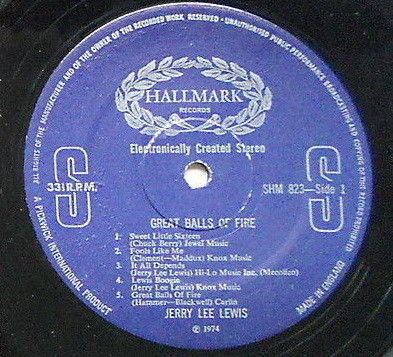 ALL RIGHTS OF THE MANUFACTURER AND OF THE OWNER OF THE RECORDED WORK RESERVED • UNAUTHORISED PUBLIC PERFORMANCE BROADCASTING AND COPYING OF THIS RECORD PROHIBITED
HALLMARK
RECORDS
Electronically Created Stereo
S
S
33⅓ R.P.M.
SHM 823—Side 1
GREAT BALLS OF FIRE
1. Sweet Little Sixteen
(Chuck Berry) Jewel Music
2. Fools Like Me
(Clement—Maddux) Knox Music
3. It All Depends
(Jerry Lee Lewis) Hi-Lo Music Inc. (Mecolico)
4. Lewis Boogie
(Jerry Lee Lewis) Knox Music
5. Great Balls Of Fire
(Hammer—Blackwell) Carlin
JERRY LEE LEWIS
℗ 1974
A PICKWICK INTERNATIONAL PRODUCT
MADE IN ENGLAND